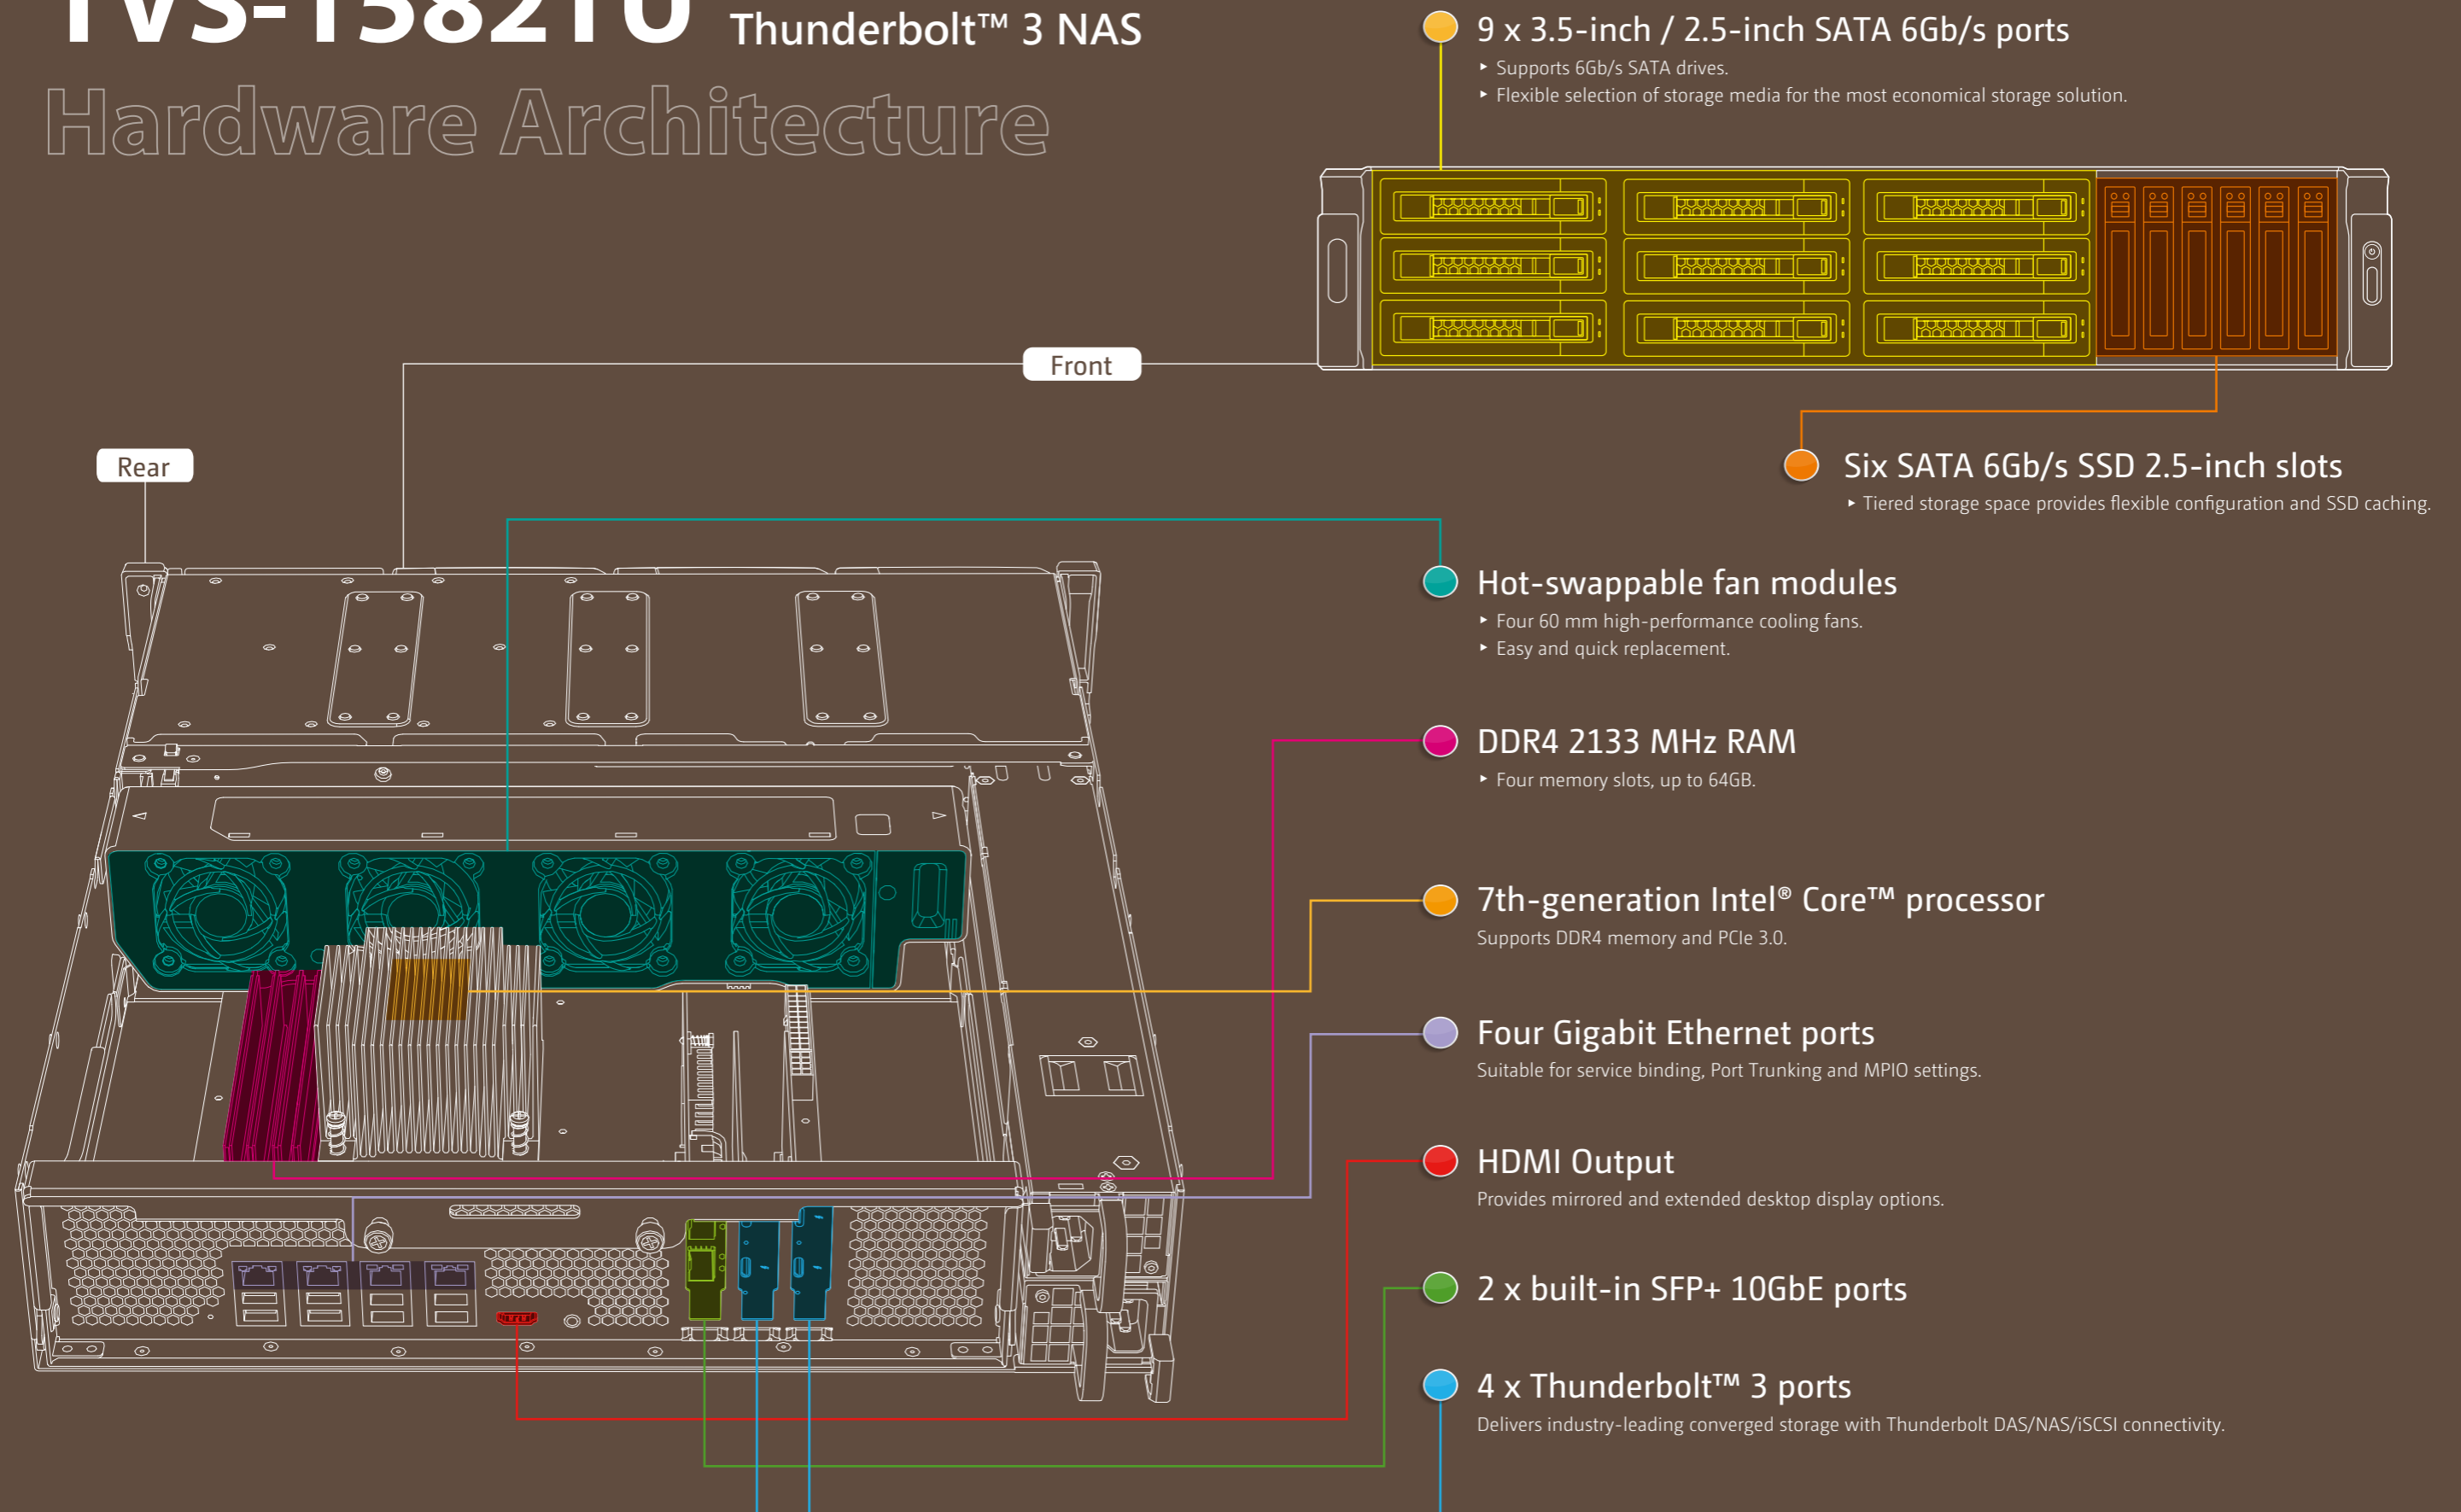 TVS-1582TU Thunderbolt™ 3 NAS
Hardware Architecture
9 x 3.5-inch / 2.5-inch SATA 6Gb/s ports
▸ Supports 6Gb/s SATA drives.
▸ Flexible selection of storage media for the most economical storage solution.
Front
Rear
Six SATA 6Gb/s SSD 2.5-inch slots
▸ Tiered storage space provides flexible configuration and SSD caching.
Hot-swappable fan modules
▸ Four 60 mm high-performance cooling fans.
▸ Easy and quick replacement.
DDR4 2133 MHz RAM
▸ Four memory slots, up to 64GB.
7th-generation Intel® Core™ processor
Supports DDR4 memory and PCIe 3.0.
Four Gigabit Ethernet ports
Suitable for service binding, Port Trunking and MPIO settings.
HDMI Output
Provides mirrored and extended desktop display options.
2 x built-in SFP+ 10GbE ports
4 x Thunderbolt™ 3 ports
Delivers industry-leading converged storage with Thunderbolt DAS/NAS/iSCSI connectivity.